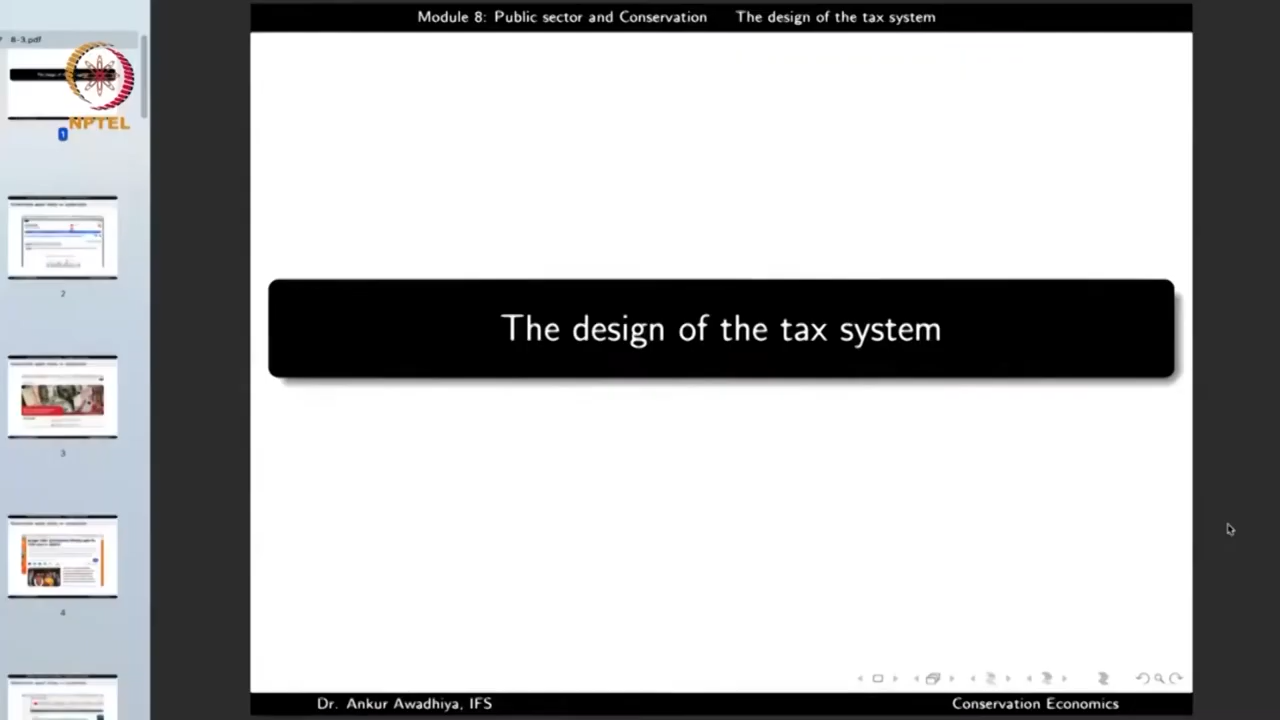 Module 8: Public sector and Conservation The design of the tax system
8-3.pdf
NPTEL
1
2
3
4
The design of the tax system
Dr. Ankur Awadhiya, IFS Conservation Economics